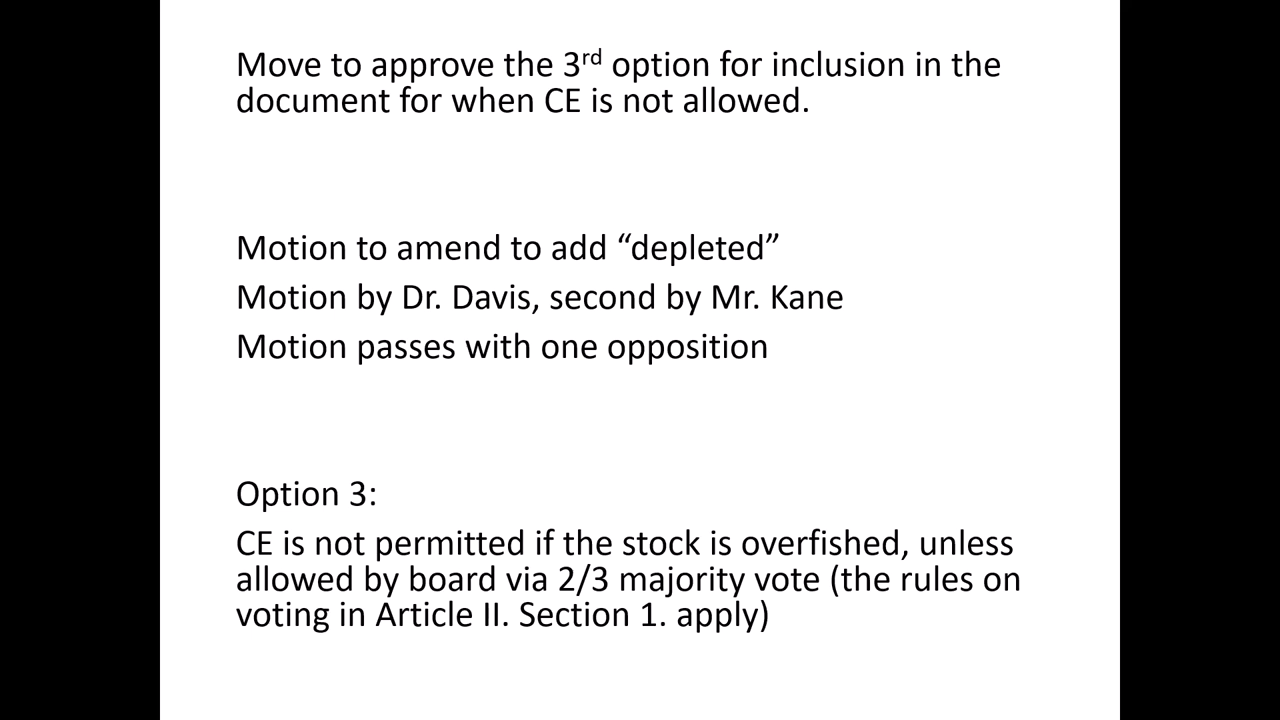 Move to approve the 3rd option for inclusion in the
document for when CE is not allowed.
Motion to amend to add “depleted”
Motion by Dr. Davis, second by Mr. Kane
Motion passes with one opposition
Option 3:
CE is not permitted if the stock is overfished, unless
allowed by board via 2/3 majority vote (the rules on
voting in Article II. Section 1. apply)